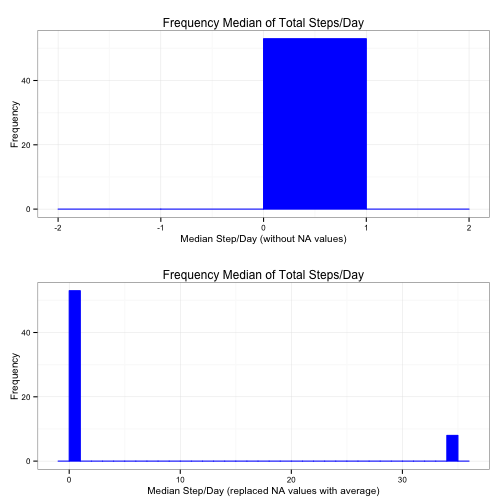 Frequency Median of Total Steps/Day
Frequency
40
20
0
-2 -1 0 1 2
Median Step/Day (without NA values)
Frequency Median of Total Steps/Day
Frequency
40
20
0
0 10 20 30
Median Step/Day (replaced NA values with average)